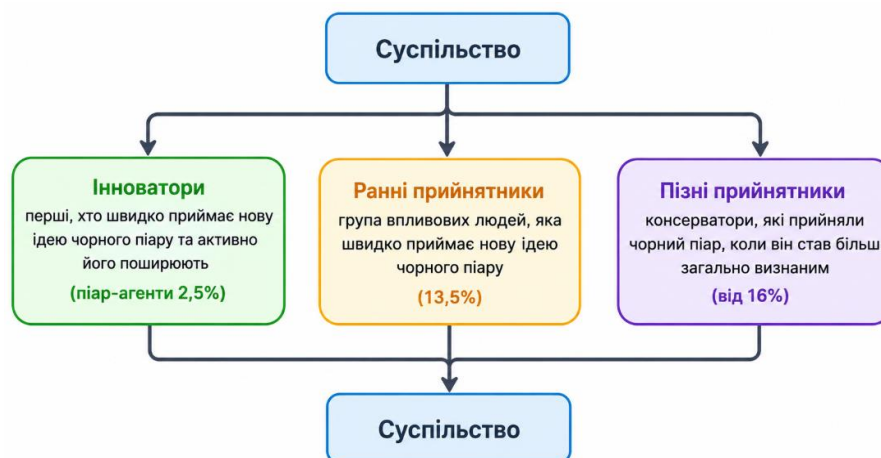 Суспільство
Інноватори
перші, хто швидко приймає нову
ідею чорного піару та активно
його поширюють
(піар-агенти 2,5%)
Ранні прийнятники
група впливових людей, яка
швидко приймає нову ідею
чорного піару
(13,5%)
Пізні прийнятники
консерватори, які прийняли
чорний піар, коли він став більш
загально визнаним
(від 16%)
Суспільство